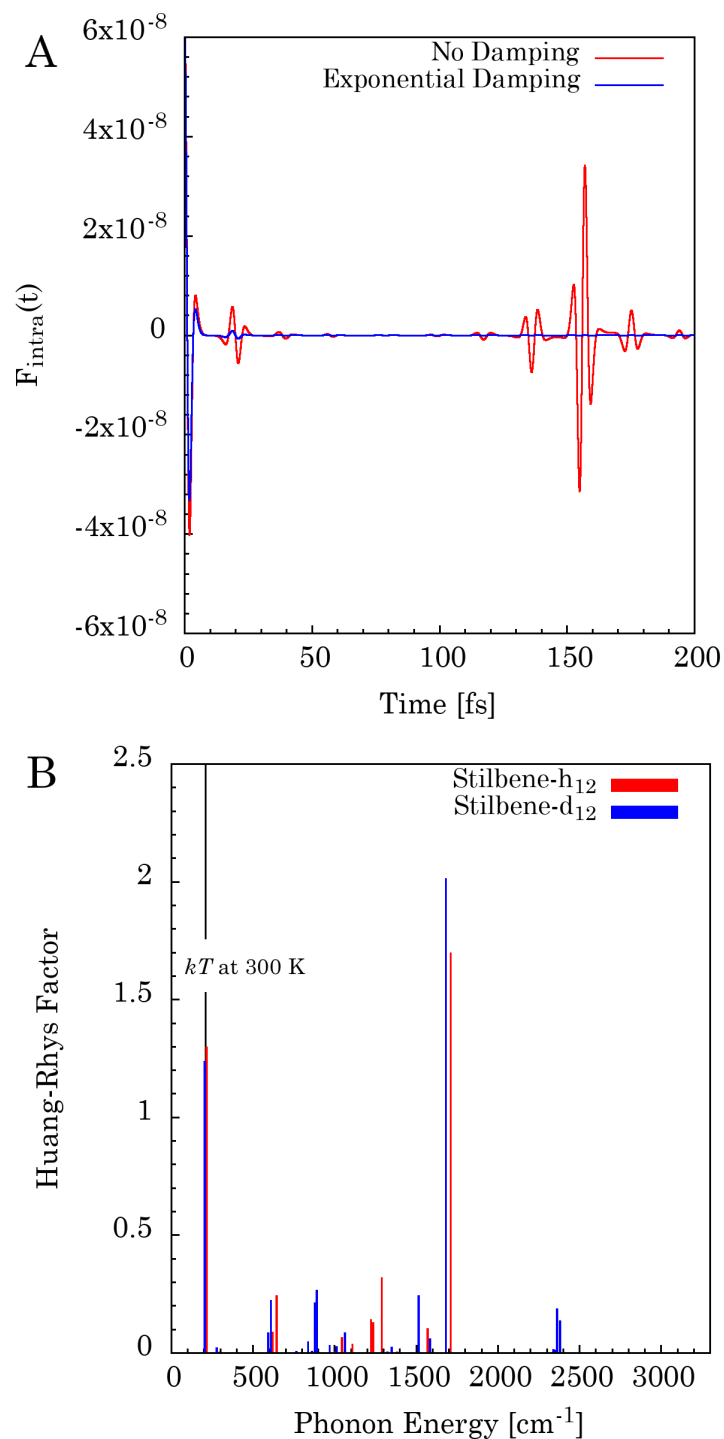 A
6x10-8
No Damping
Exponential Damping
4x10-8
2x10-8
0
-2x10-8
-4x10-8
-6x10-8
Fintra(t)
0 50 100 150 200
Time [fs]
B
2.5
Stilbene-h12
Stilbene-d12
2
kT at 300 K
1.5
1
0.5
0
Huang-Rhys Factor
0 500 1000 1500 2000 2500 3000
Phonon Energy [cm-1]